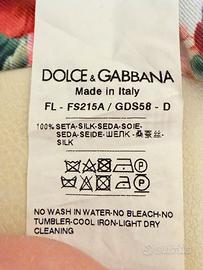 DOLCE & GABBANA
Made in Italy
FL - FS215A / GDS58 - D
100% SETA-SILK-SEDA-SOIE-
SEIDE-SEIDE-ШЕЛК-桑蚕丝-
SILK
NO WASH IN WATER-NO BLEACH-NO
TUMBLER-COOL IRON-LIGHT DRY
CLEANING